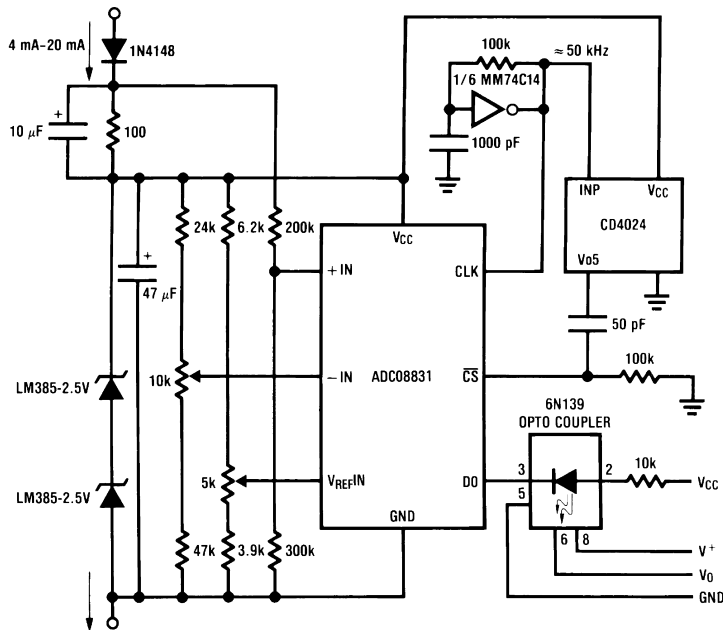 4 mA-20 mA
1N4148
100k
≈ 50 kHz
1/6 MM74C14
+
10 µF
100
1000 pF
INP
VCC
CD4024
VO5
24k
6.2k
200k
VCC
+IN
CLK
+
47 µF
50 pF
LM385-2.5V
10k
−IN
ADC08831
CS
100k
6N139
OPTO COUPLER
LM385-2.5V
5k
VREFIN
DO
3
2
10k
VCC
5
GND
47k
3.9k
300k
6
8
V+
VO
GND